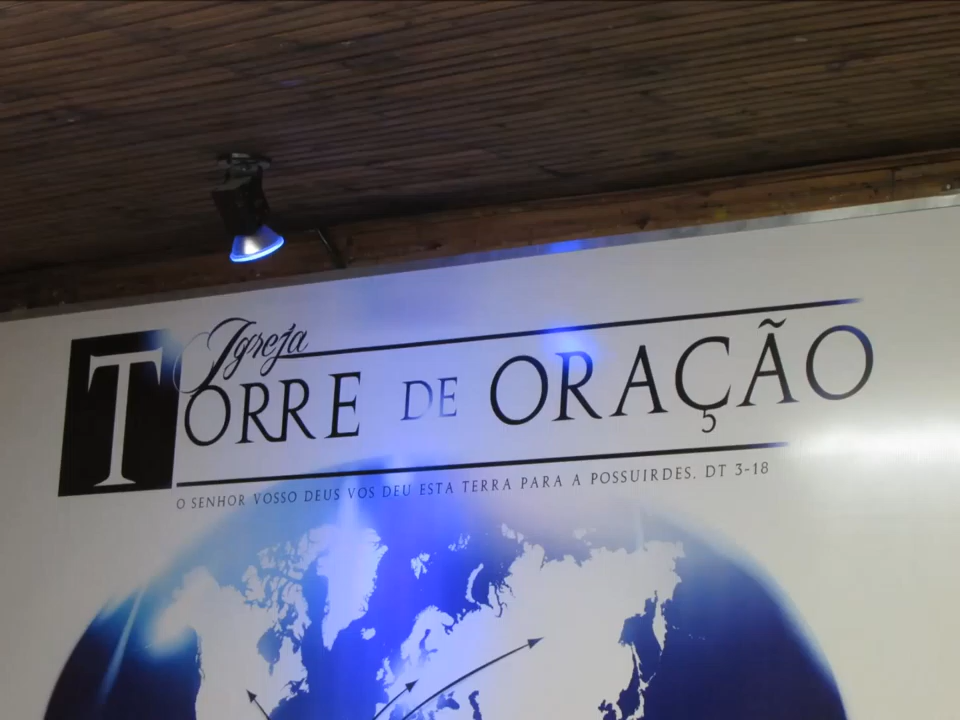 Igreja
TORRE DE ORAÇÃO
O SENHOR VOSSO DEUS VOS DEU ESTA TERRA PARA A POSSUIRDES. DT 3-18